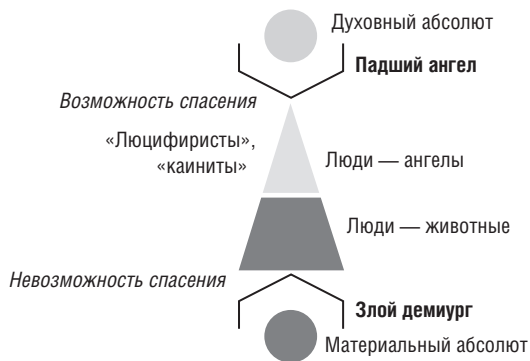 Духовный абсолют
Падший ангел
Возможность спасения
«Люцифиристы»,
«каиниты»
Люди — ангелы
Люди — животные
Невозможность спасения
Злой демиург
Материальный абсолют